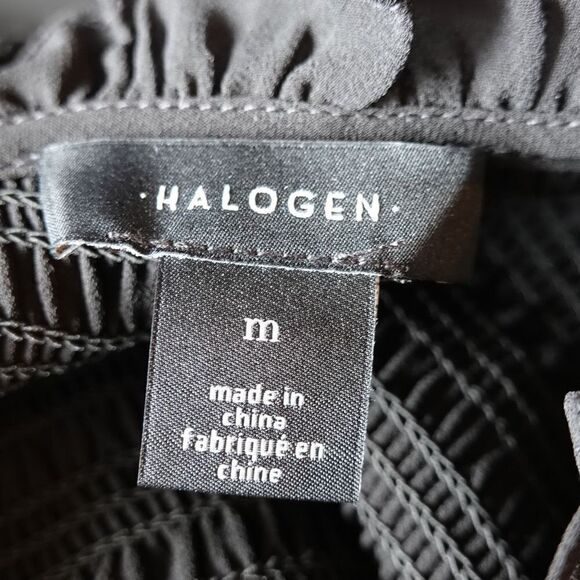 ·HALOGEN·
m
made in
china
fabriqué en
chine